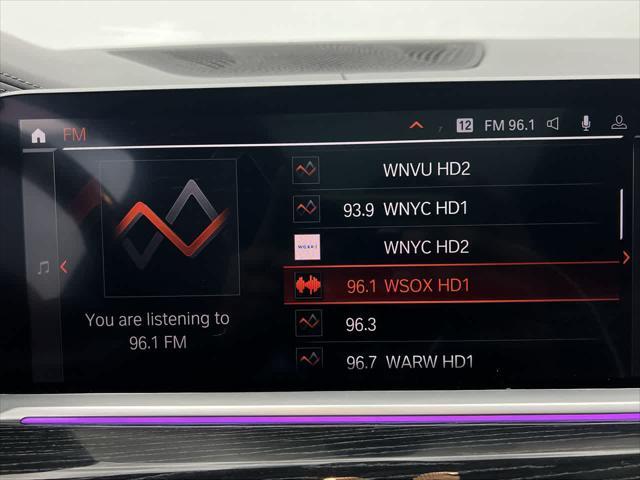 FM
12 FM 96.1
WNVU HD2
93.9 WNYC HD1
WNYC HD2
96.1 WSOX HD1
96.3
96.7 WARW HD1
You are listening to
96.1 FM